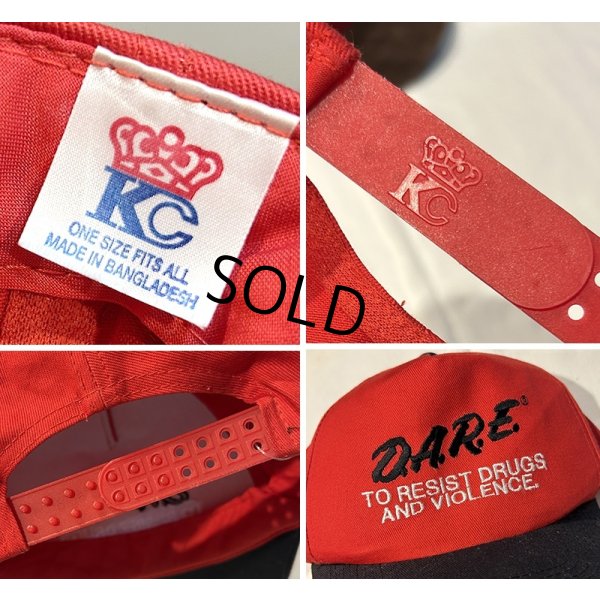 KC
ONE SIZE FITS ALL
MADE IN BANGLADESH
KC
SOLD
D.A.R.E.®
TO RESIST DRUGS
AND VIOLENCE.